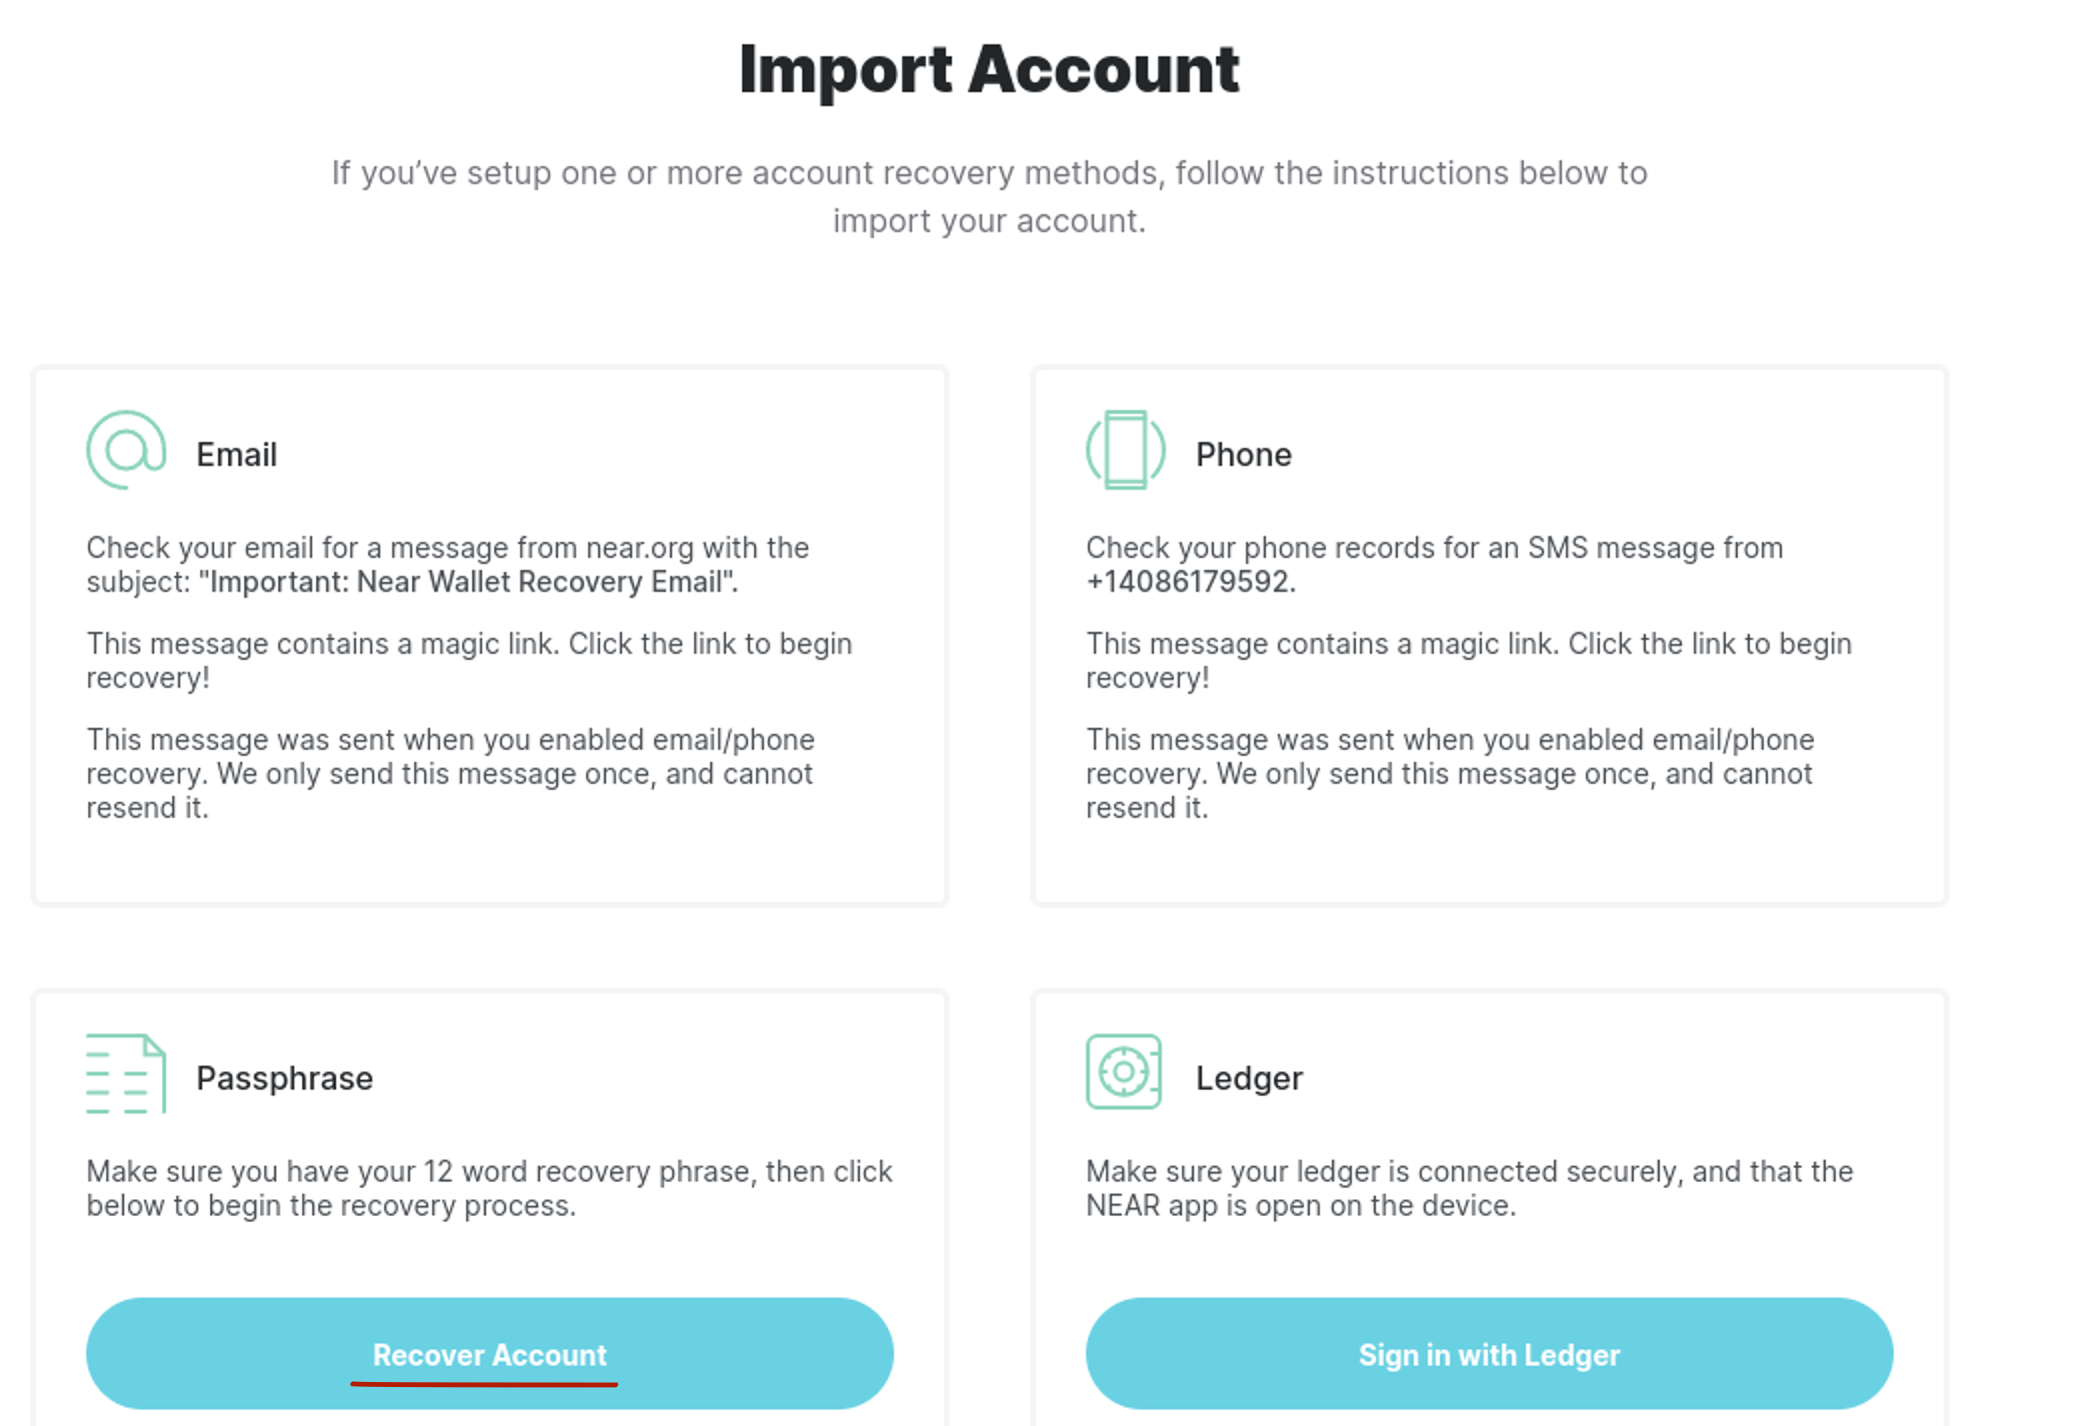 Import Account
If you’ve setup one or more account recovery methods, follow the instructions below to
import your account.
Email
Check your email for a message from near.org with the
subject: "Important: Near Wallet Recovery Email".
This message contains a magic link. Click the link to begin
recovery!
This message was sent when you enabled email/phone
recovery. We only send this message once, and cannot
resend it.
Phone
Check your phone records for an SMS message from
+14086179592.
This message contains a magic link. Click the link to begin
recovery!
This message was sent when you enabled email/phone
recovery. We only send this message once, and cannot
resend it.
Passphrase
Make sure you have your 12 word recovery phrase, then click
below to begin the recovery process.
Recover Account
Ledger
Make sure your ledger is connected securely, and that the
NEAR app is open on the device.
Sign in with Ledger